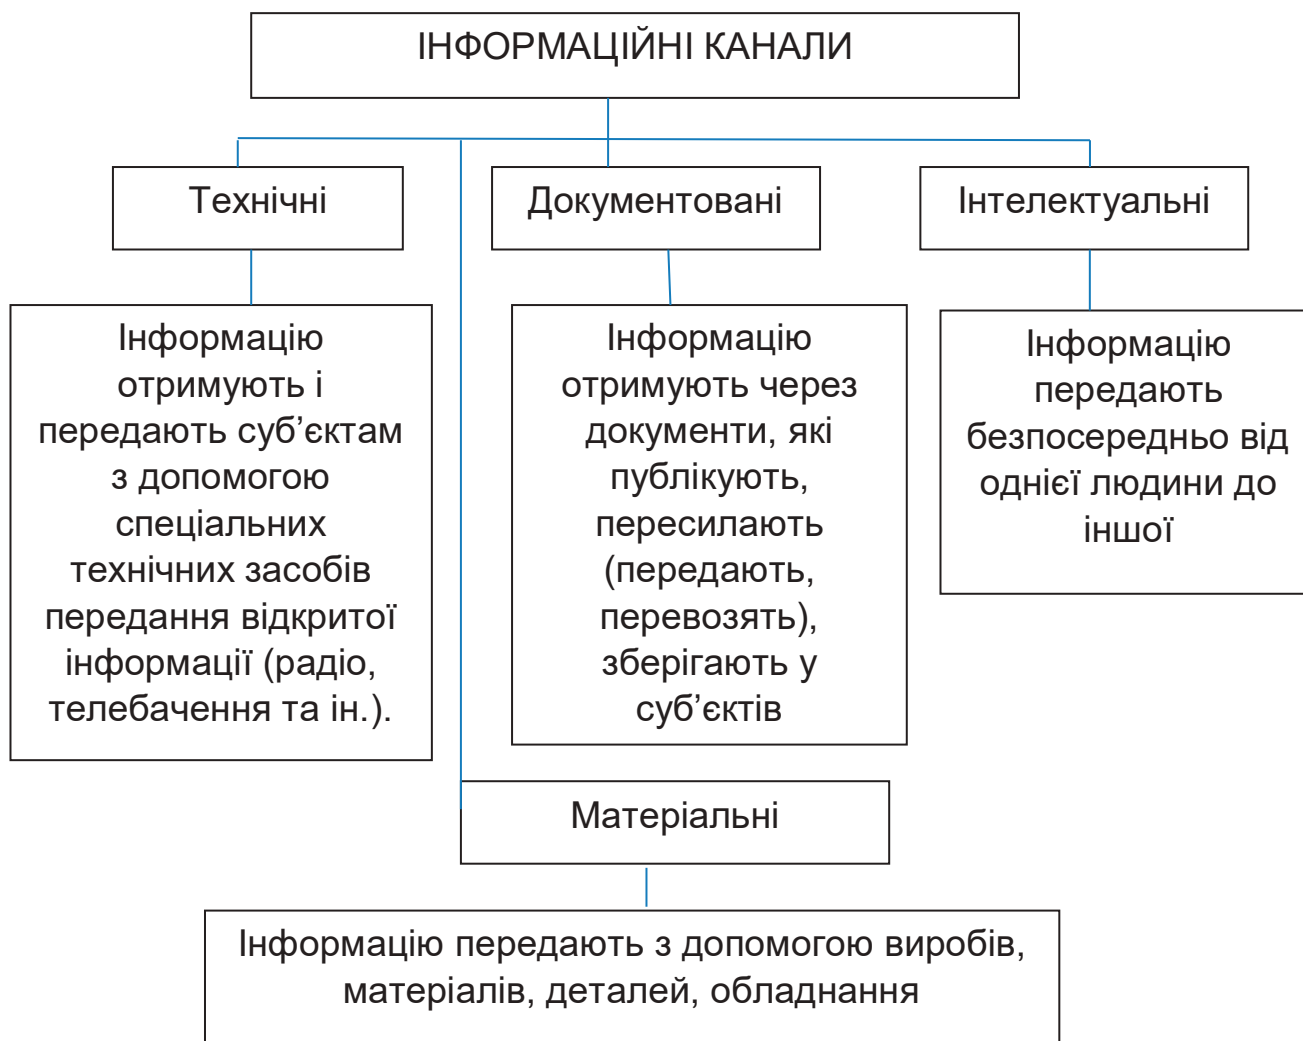 ІНФОРМАЦІЙНІ КАНАЛИ
Технічні
Документовані
Інтелектуальні
Інформацію
отримують і
передають суб’єктам
з допомогою
спеціальних
технічних засобів
передання відкритої
інформації (радіо,
телебачення та ін.).
Інформацію
отримують через
документи, які
публікують,
пересилають
(передають,
перевозять),
зберігають у
суб’єктів
Інформацію
передають
безпосередньо від
однієї людини до
іншої
Матеріальні
Інформацію передають з допомогою виробів,
матеріалів, деталей, обладнання